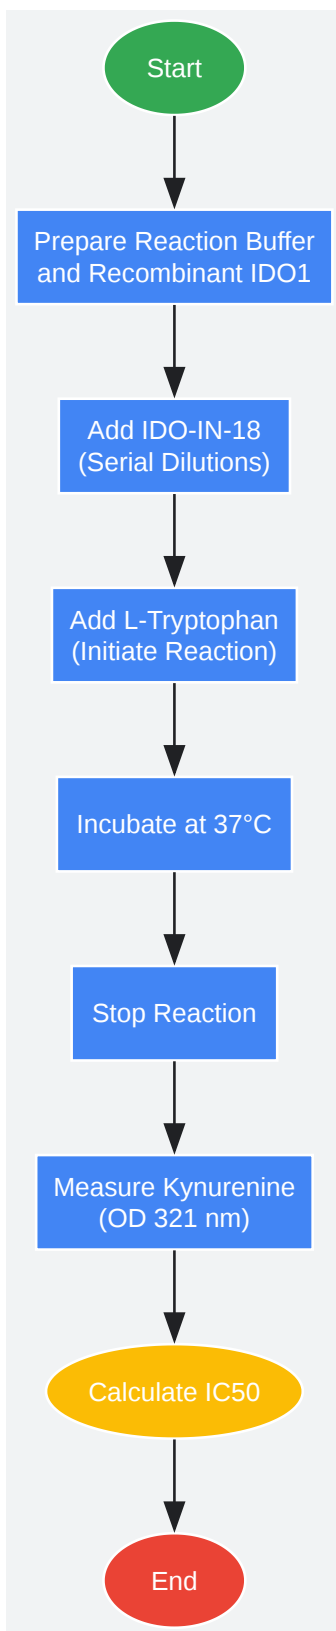 Start
Prepare Reaction Buffer
and Recombinant IDO1
Add IDO-IN-18
(Serial Dilutions)
Add L-Tryptophan
(Initiate Reaction)
Incubate at 37°C
Stop Reaction
Measure Kynurenine
(OD 321 nm)
Calculate IC50
End